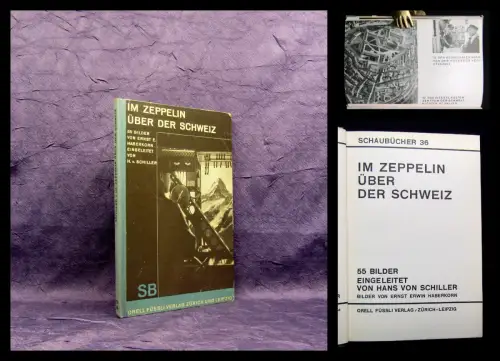 IM ZEPPELIN
ÜBER DER SCHWEIZ
55 BILDER
VON ERNST E.
HABERKORN
EINGELEITET
VON
H. v. SCHILLER
SB
ORELL FÜSSLI VERLAG ZÜRICH UND LEIPZIG
SCHAUBÜCHER 36
IM ZEPPELIN
ÜBER
DER SCHWEIZ
55 BILDER
EINGELEITET
VON HANS VON SCHILLER
BILDER VON ERNST ERWIN HABERKORN
ORELL FÜSSLI VERLAG / ZÜRICH-LEIPZIG